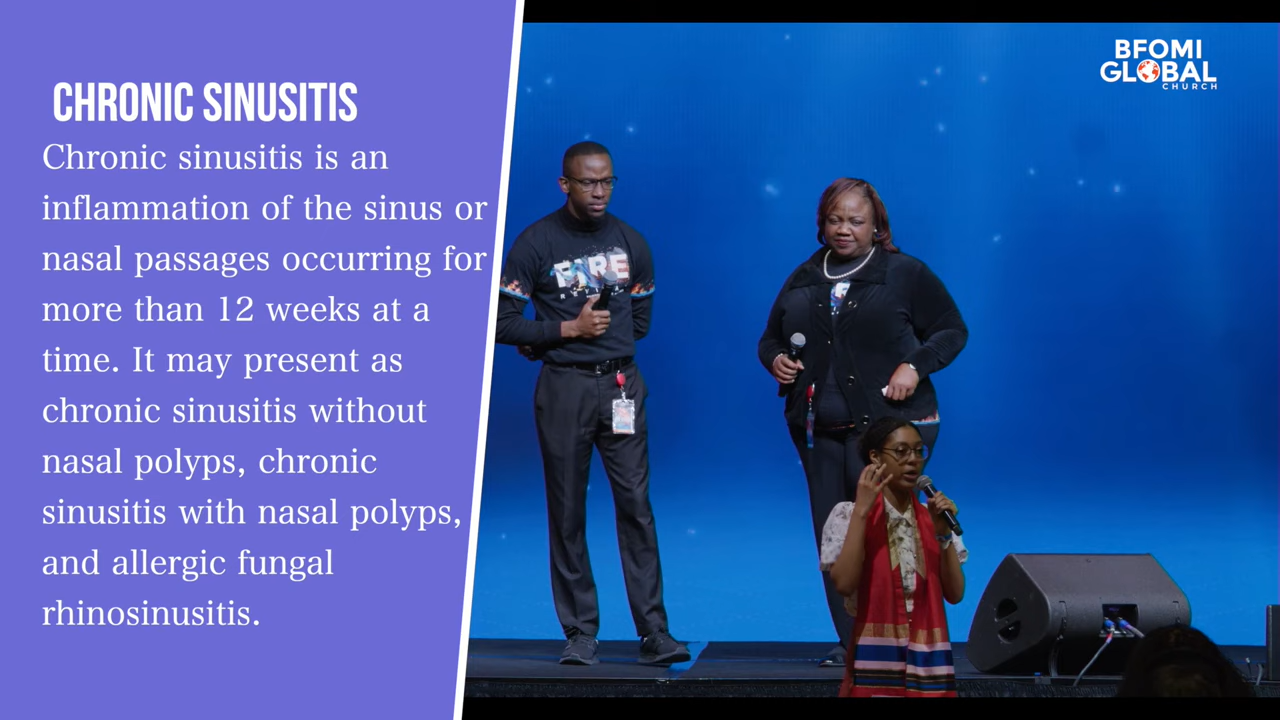 CHRONIC SINUSITIS
Chronic sinusitis is an
inflammation of the sinus or
nasal passages occurring for
more than 12 weeks at a
time. It may present as
chronic sinusitis without
nasal polyps, chronic
sinusitis with nasal polyps,
and allergic fungal
rhinosinusitis.
BFOMI
GLOBAL
CHURCH
FIRE